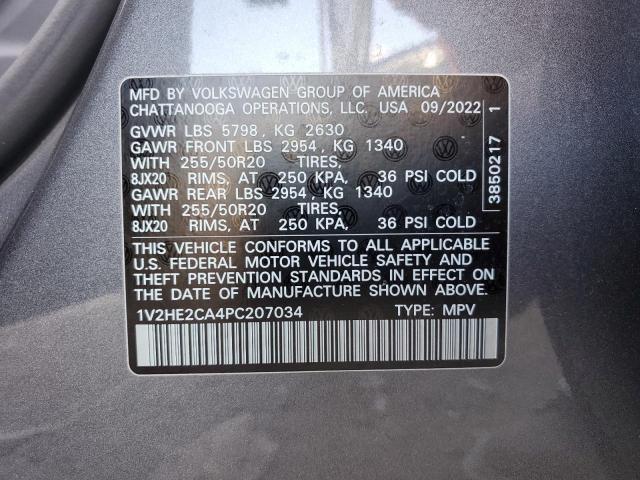 MFD BY VOLKSWAGEN GROUP OF AMERICA
CHATTANOOGA OPERATIONS, LLC. USA 09/2022
GVWR LBS 5798, KG 2630
GAWR FRONT LBS 2954, KG 1340
WITH 255/50R20 TIRES,
8JX20 RIMS, AT 250 KPA, 36 PSI COLD
GAWR REAR LBS 2954, KG 1340
WITH 255/50R20 TIRES,
8JX20 RIMS, AT 250 KPA, 36 PSI COLD
THIS VEHICLE CONFORMS TO ALL APPLICABLE
U.S. FEDERAL MOTOR VEHICLE SAFETY AND
THEFT PREVENTION STANDARDS IN EFFECT ON
THE DATE OF MANUFACTURE SHOWN ABOVE.
1V2HE2CA4PC207034 TYPE: MPV
3850217 1